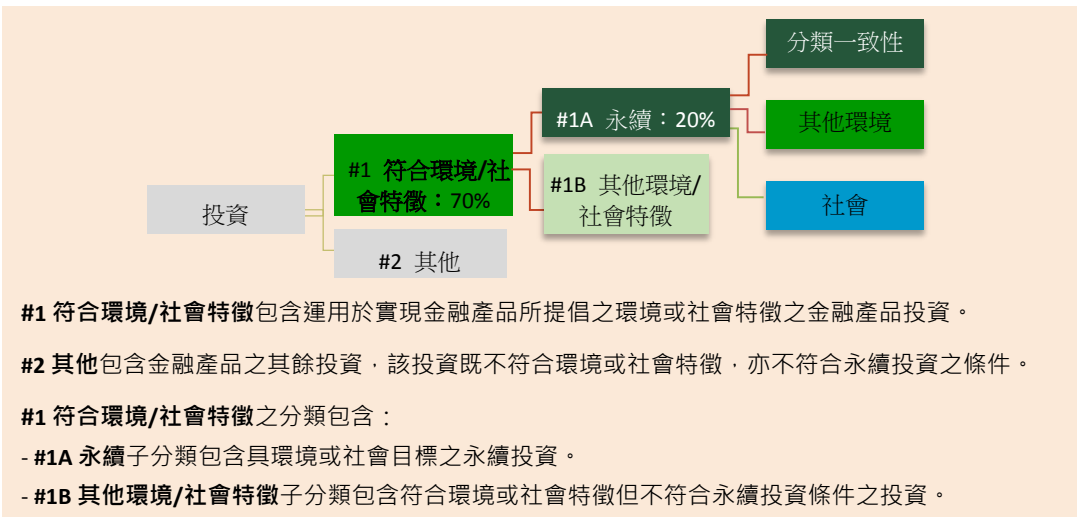 分類一致性
#1A 永續：20%
其他環境
#1 符合環境/社
會特徵：70%
#1B 其他環境/
社會特徵
社會
投資
#2 其他
#1 符合環境/社會特徵包含運用於實現金融產品所提倡之環境或社會特徵之金融產品投資。
#2 其他包含金融產品之其餘投資，該投資既不符合環境或社會特徵，亦不符合永續投資之條件。
#1 符合環境/社會特徵之分類包含：
- #1A 永續子分類包含具環境或社會目標之永續投資。
- #1B 其他環境/社會特徵子分類包含符合環境或社會特徵但不符合永續投資條件之投資。